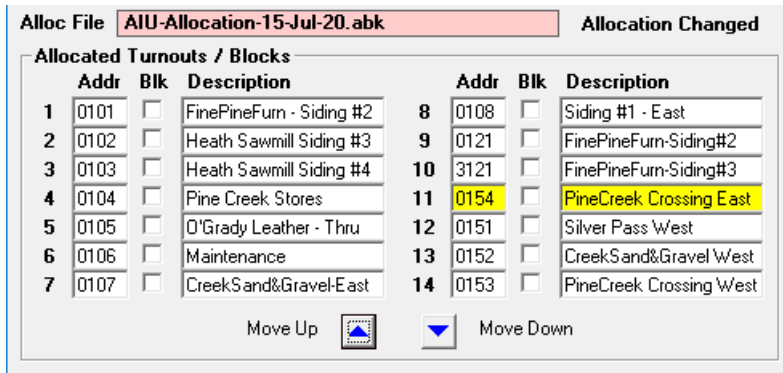 Alloc File AIU-Allocation-15-Jul-20.abk Allocation Changed
Allocated Turnouts / Blocks
Addr Blk Description Addr Blk Description
1 0101 FinePineFurn - Siding #2 8 0108 Siding #1 - East
2 0102 Heath Sawmill Siding #3 9 0121 FinePineFurn-Siding#2
3 0103 Heath Sawmill Siding #4 10 3121 FinePineFurn-Siding#3
4 0104 Pine Creek Stores 11 0154 PineCreek Crossing East
5 0105 O'Grady Leather - Thru 12 0151 Silver Pass West
6 0106 Maintenance 13 0152 CreekSand&Gravel West
7 0107 CreekSand&Gravel-East 14 0153 PineCreek Crossing West
Move Up Move Down